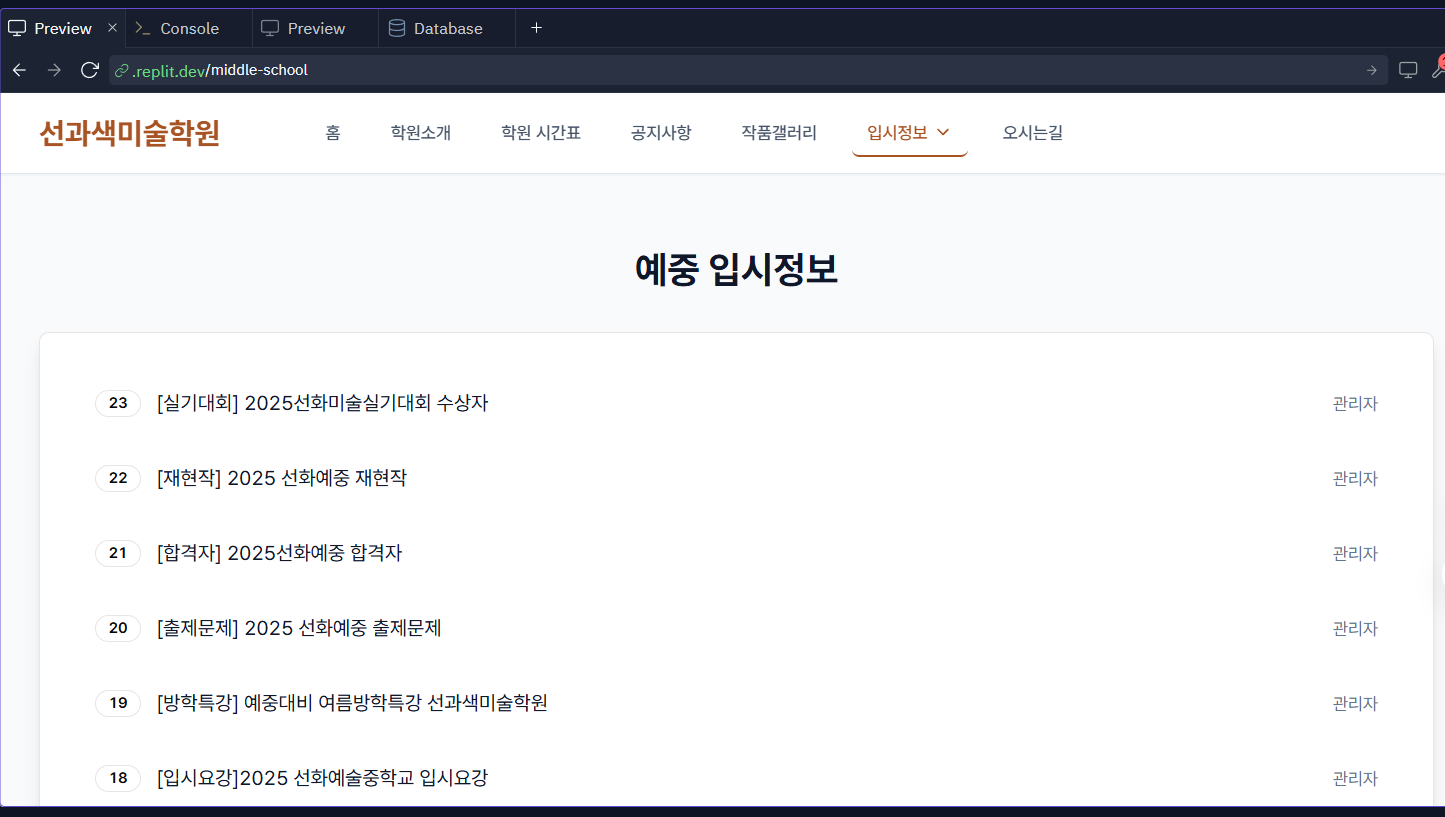 Preview × Console Preview Database +
.replit.dev/middle-school
선과색미술학원 홈 학원소개 학원 시간표 공지사항 작품갤러리 입시정보 오시는길
예중 입시정보
23 [실기대회] 2025선화미술실기대회 수상자 관리자
22 [재현작] 2025 선화예중 재현작 관리자
21 [합격자] 2025선화예중 합격자 관리자
20 [출제문제] 2025 선화예중 출제문제 관리자
19 [방학특강] 예중대비 여름방학특강 선과색미술학원 관리자
18 [입시요강]2025 선화예술중학교 입시요강 관리자